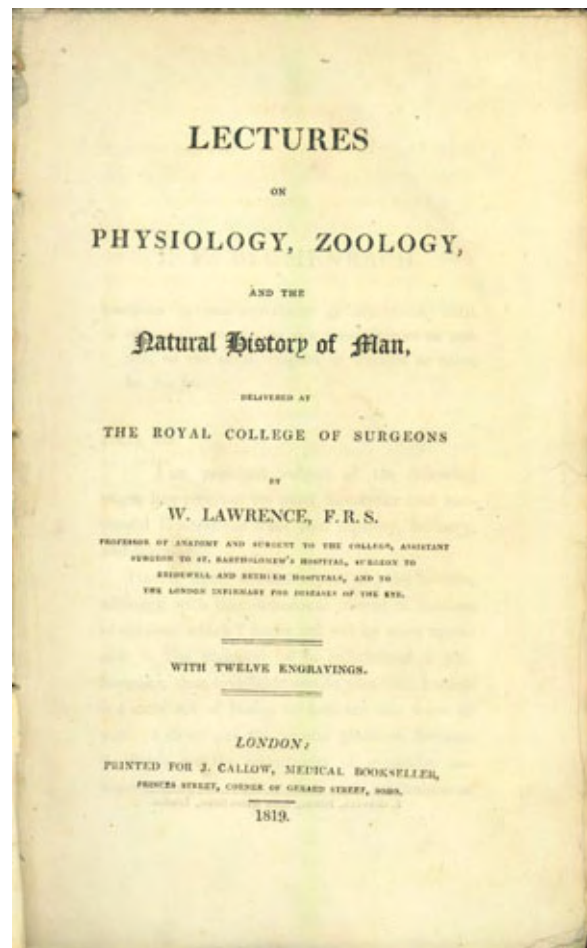 LECTURES
ON
PHYSIOLOGY, ZOOLOGY,
AND THE
Natural History of Man,
DELIVERED AT
THE ROYAL COLLEGE OF SURGEONS
BY
W. LAWRENCE, F.R.S.
PROFESSOR OF ANATOMY AND SURGERY TO THE COLLEGE, ASSISTANT
SURGEON TO ST. BARTHOLOMEW'S HOSPITAL, SURGEON TO
BRIDEWELL AND BETHLEM HOSPITALS, AND TO
THE LONDON INFIRMARY FOR DISEASES OF THE EYE.
WITH TWELVE ENGRAVINGS.
LONDON:
PRINTED FOR J. CALLOW, MEDICAL BOOKSELLER,
PRINCES STREET, CORNER OF GERARD STREET, SOHO.
1819.